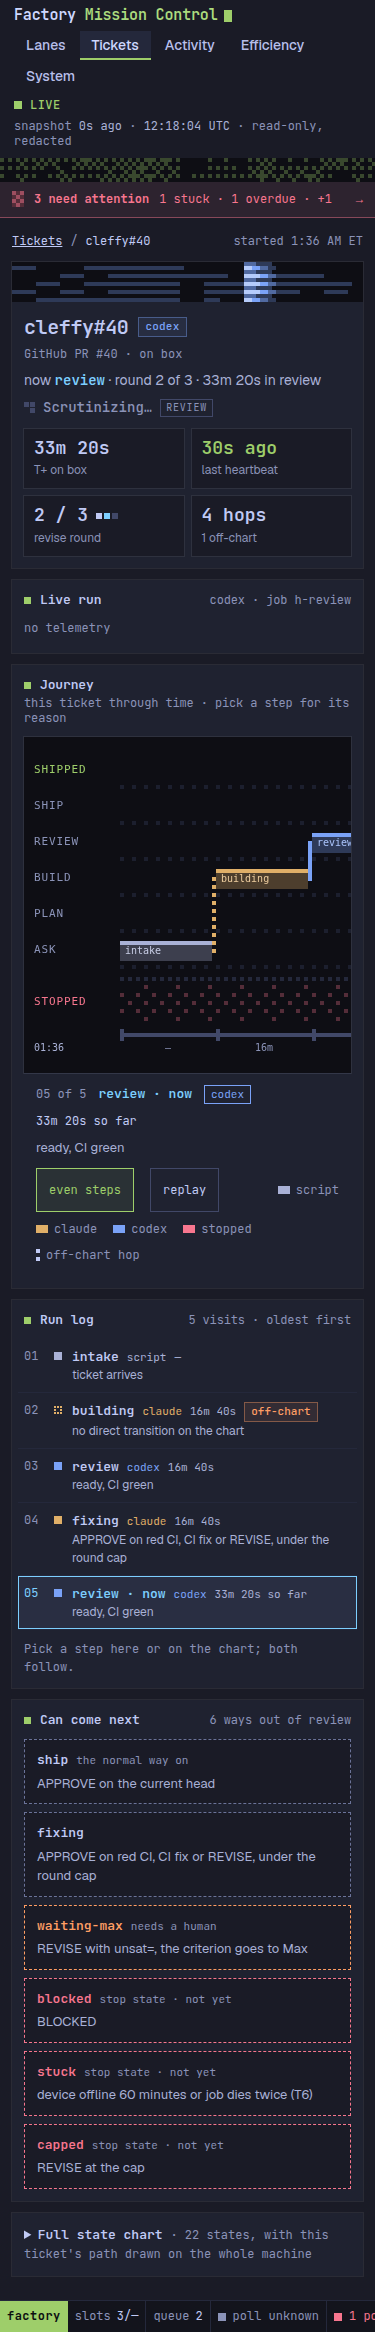 Factory Mission Control
Lanes Tickets Activity Efficiency
System
LIVE
snapshot 0s ago · 12:18:04 UTC · read-only,
redacted
3 need attention 1 stuck · 1 overdue · +1 →
Tickets / cleffy#40 started 1:36 AM ET
cleffy#40 codex
GitHub PR #40 · on box
now review · round 2 of 3 · 33m 20s in review
Scrutinizing… REVIEW
33m 20s
T+ on box
30s ago
last heartbeat
2 / 3
revise round
4 hops
1 off-chart
Live run codex · job h-review
no telemetry
Journey
this ticket through time · pick a step for its
reason
SHIPPED
SHIP
REVIEW review
BUILD building
PLAN
ASK intake
STOPPED
01:36 – 16m
05 of 5 review · now codex
33m 20s so far
ready, CI green
even steps replay script
claude codex stopped
off-chart hop
Run log 5 visits · oldest first
01 intake script –
ticket arrives
02 building claude 16m 40s off-chart
no direct transition on the chart
03 review codex 16m 40s
ready, CI green
04 fixing claude 16m 40s
APPROVE on red CI, CI fix or REVISE, under the
round cap
05 review · now codex 33m 20s so far
ready, CI green
Pick a step here or on the chart; both
follow.
Can come next 6 ways out of review
ship the normal way on
APPROVE on the current head
fixing
APPROVE on red CI, CI fix or REVISE, under the
round cap
waiting-max needs a human
REVISE with unsat=, the criterion goes to Max
blocked stop state · not yet
BLOCKED
stuck stop state · not yet
device offline 60 minutes or job dies twice (T6)
capped stop state · not yet
REVISE at the cap
Full state chart · 22 states, with this
ticket's path drawn on the whole machine
factory slots 3/– queue 2 poll unknown 1